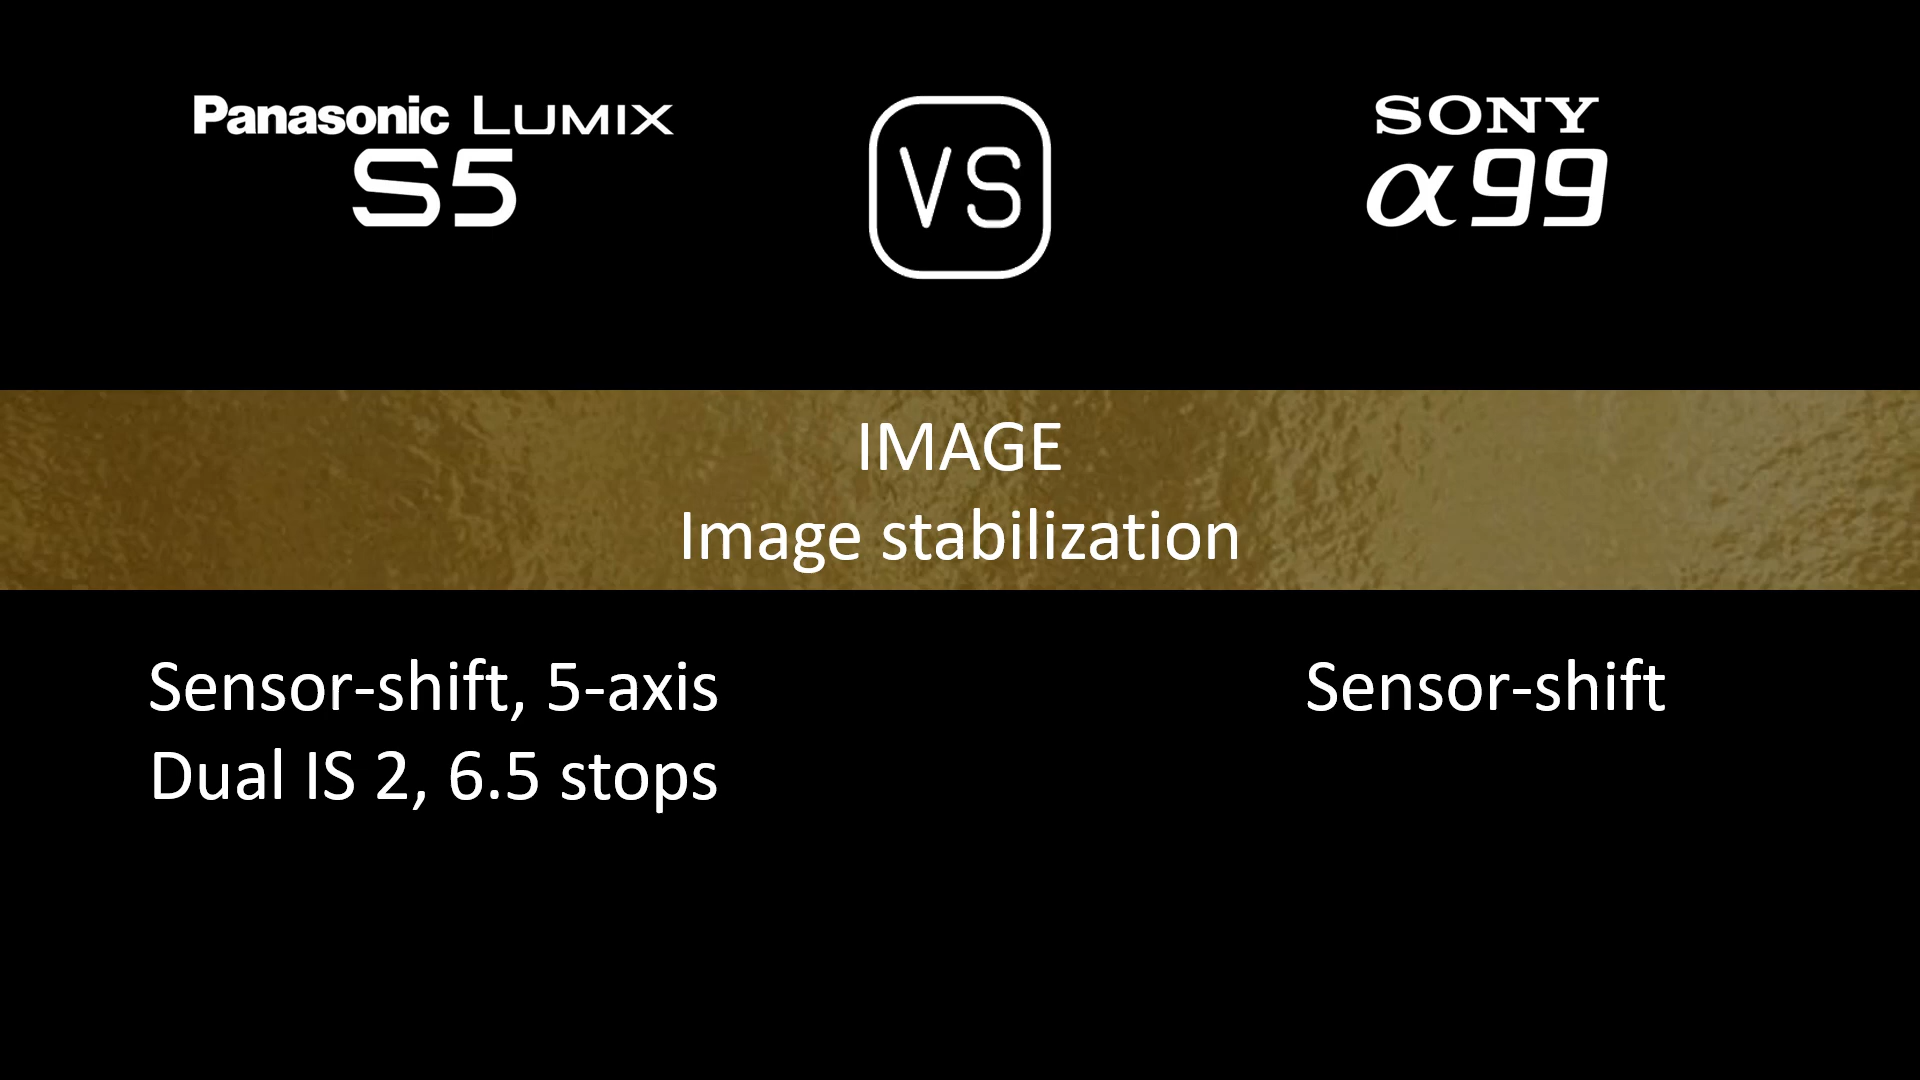 Panasonic LUMIX
S5
VS
SONY
α99
IMAGE
Image stabilization
Sensor-shift, 5-axis
Dual IS 2, 6.5 stops
Sensor-shift